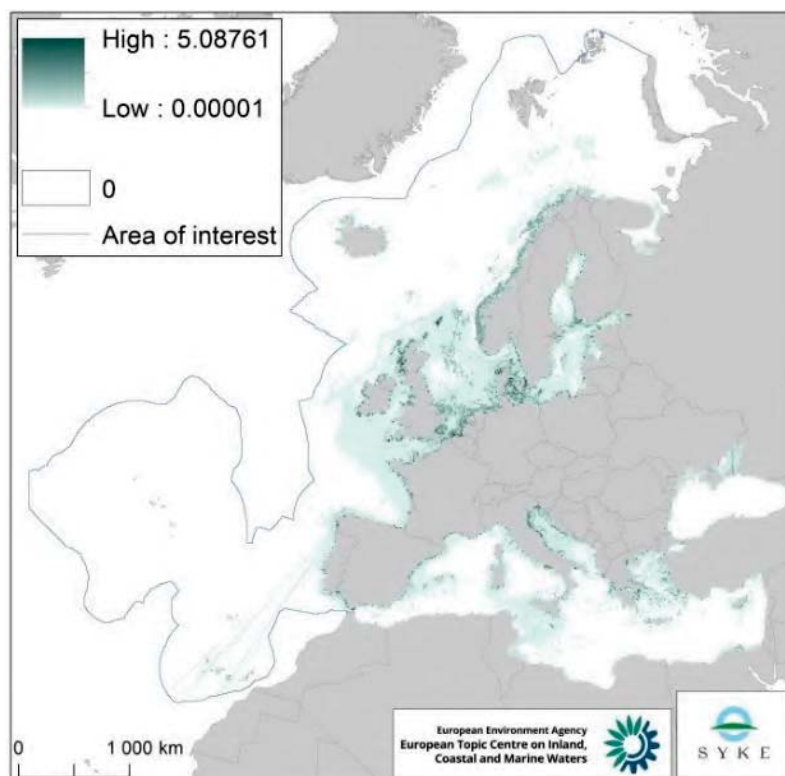 High : 5.08761
Low : 0.00001
0
Area of interest
0 1 000 km
European Environment Agency
European Topic Centre on Inland,
Coastal and Marine Waters
SYKE